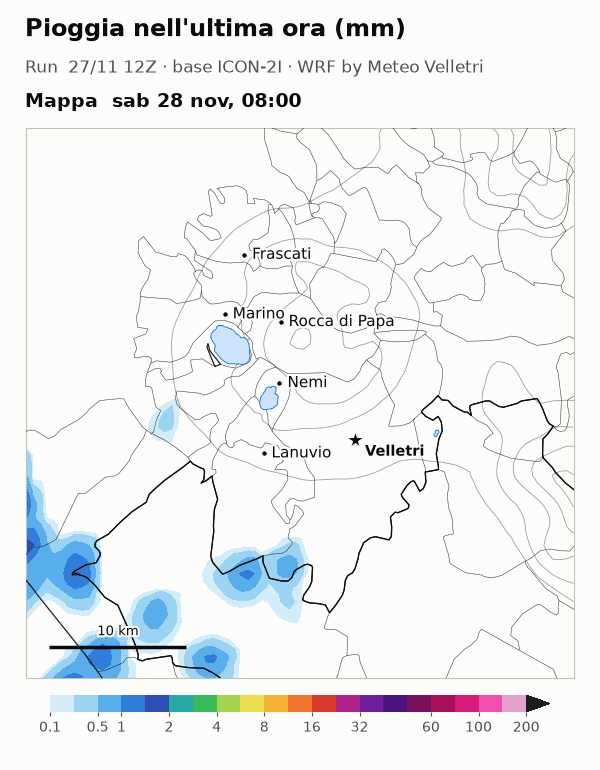 Pioggia nell'ultima ora (mm)
Run  27/11 12Z · base ICON-2I · WRF by Meteo Velletri
Mappa  sab 28 nov, 08:00
Frascati
Marino
Rocca di Papa
Nemi
Lanuvio
Velletri
10 km
0.1 0.5 1 2 4 8 16 32 60 100 200